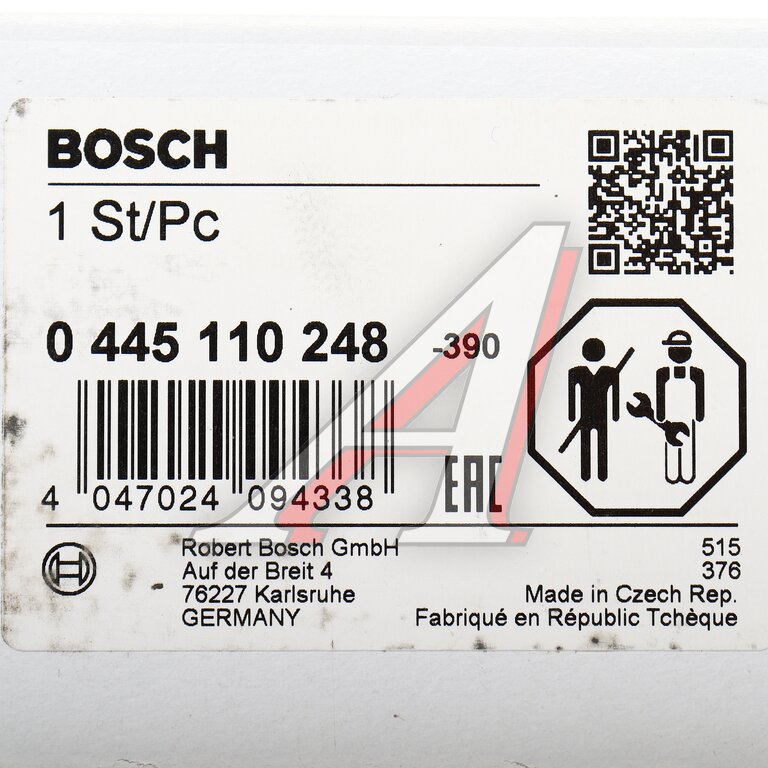 BOSCH
1 St/Pc
0 445 110 248 -390
4 047024 094338
EAC
Robert Bosch GmbH 515
Auf der Breit 4 376
76227 Karlsruhe Made in Czech Rep.
GERMANY Fabriqué en République Tchèque